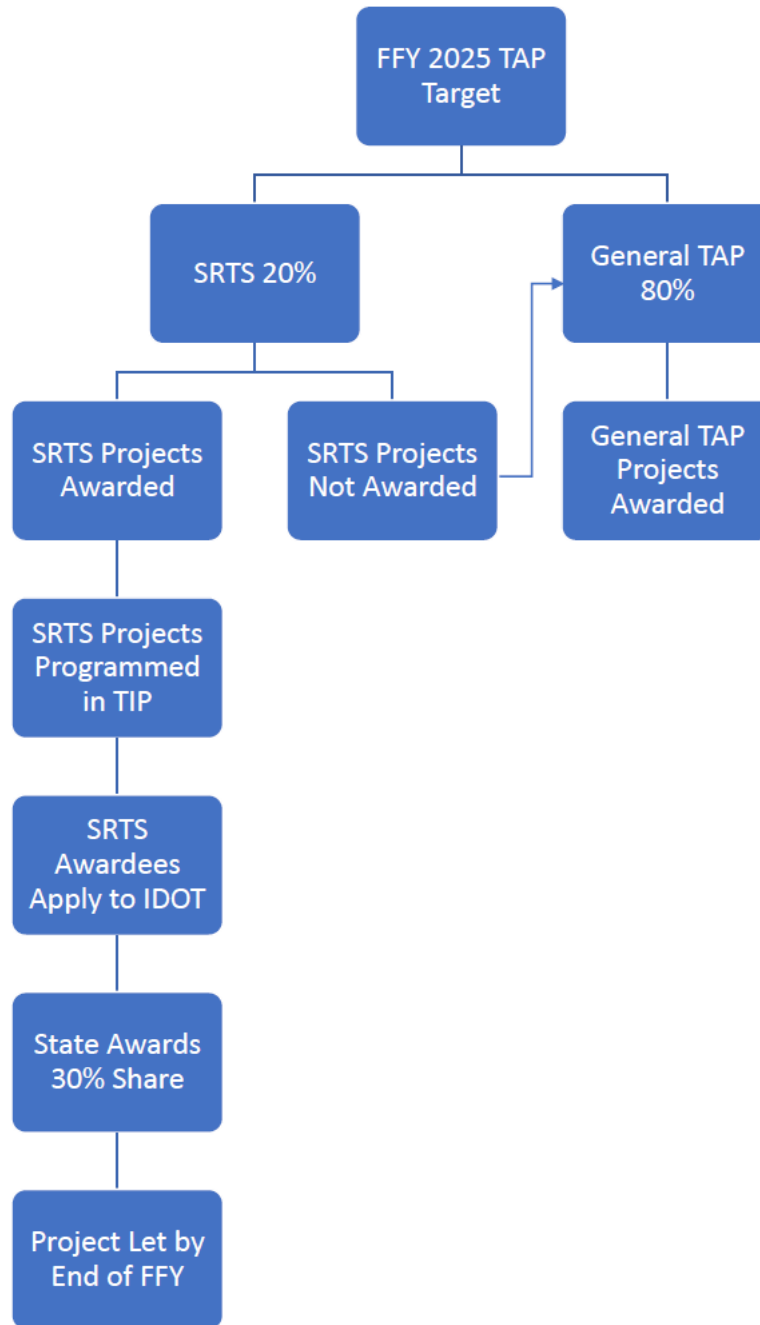 FFY 2025 TAP
Target
SRTS 20%
General TAP
80%
SRTS Projects
Awarded
SRTS Projects
Not Awarded
General TAP
Projects
Awarded
SRTS Projects
Programmed
in TIP
SRTS
Awardees
Apply to IDOT
State Awards
30% Share
Project Let by
End of FFY